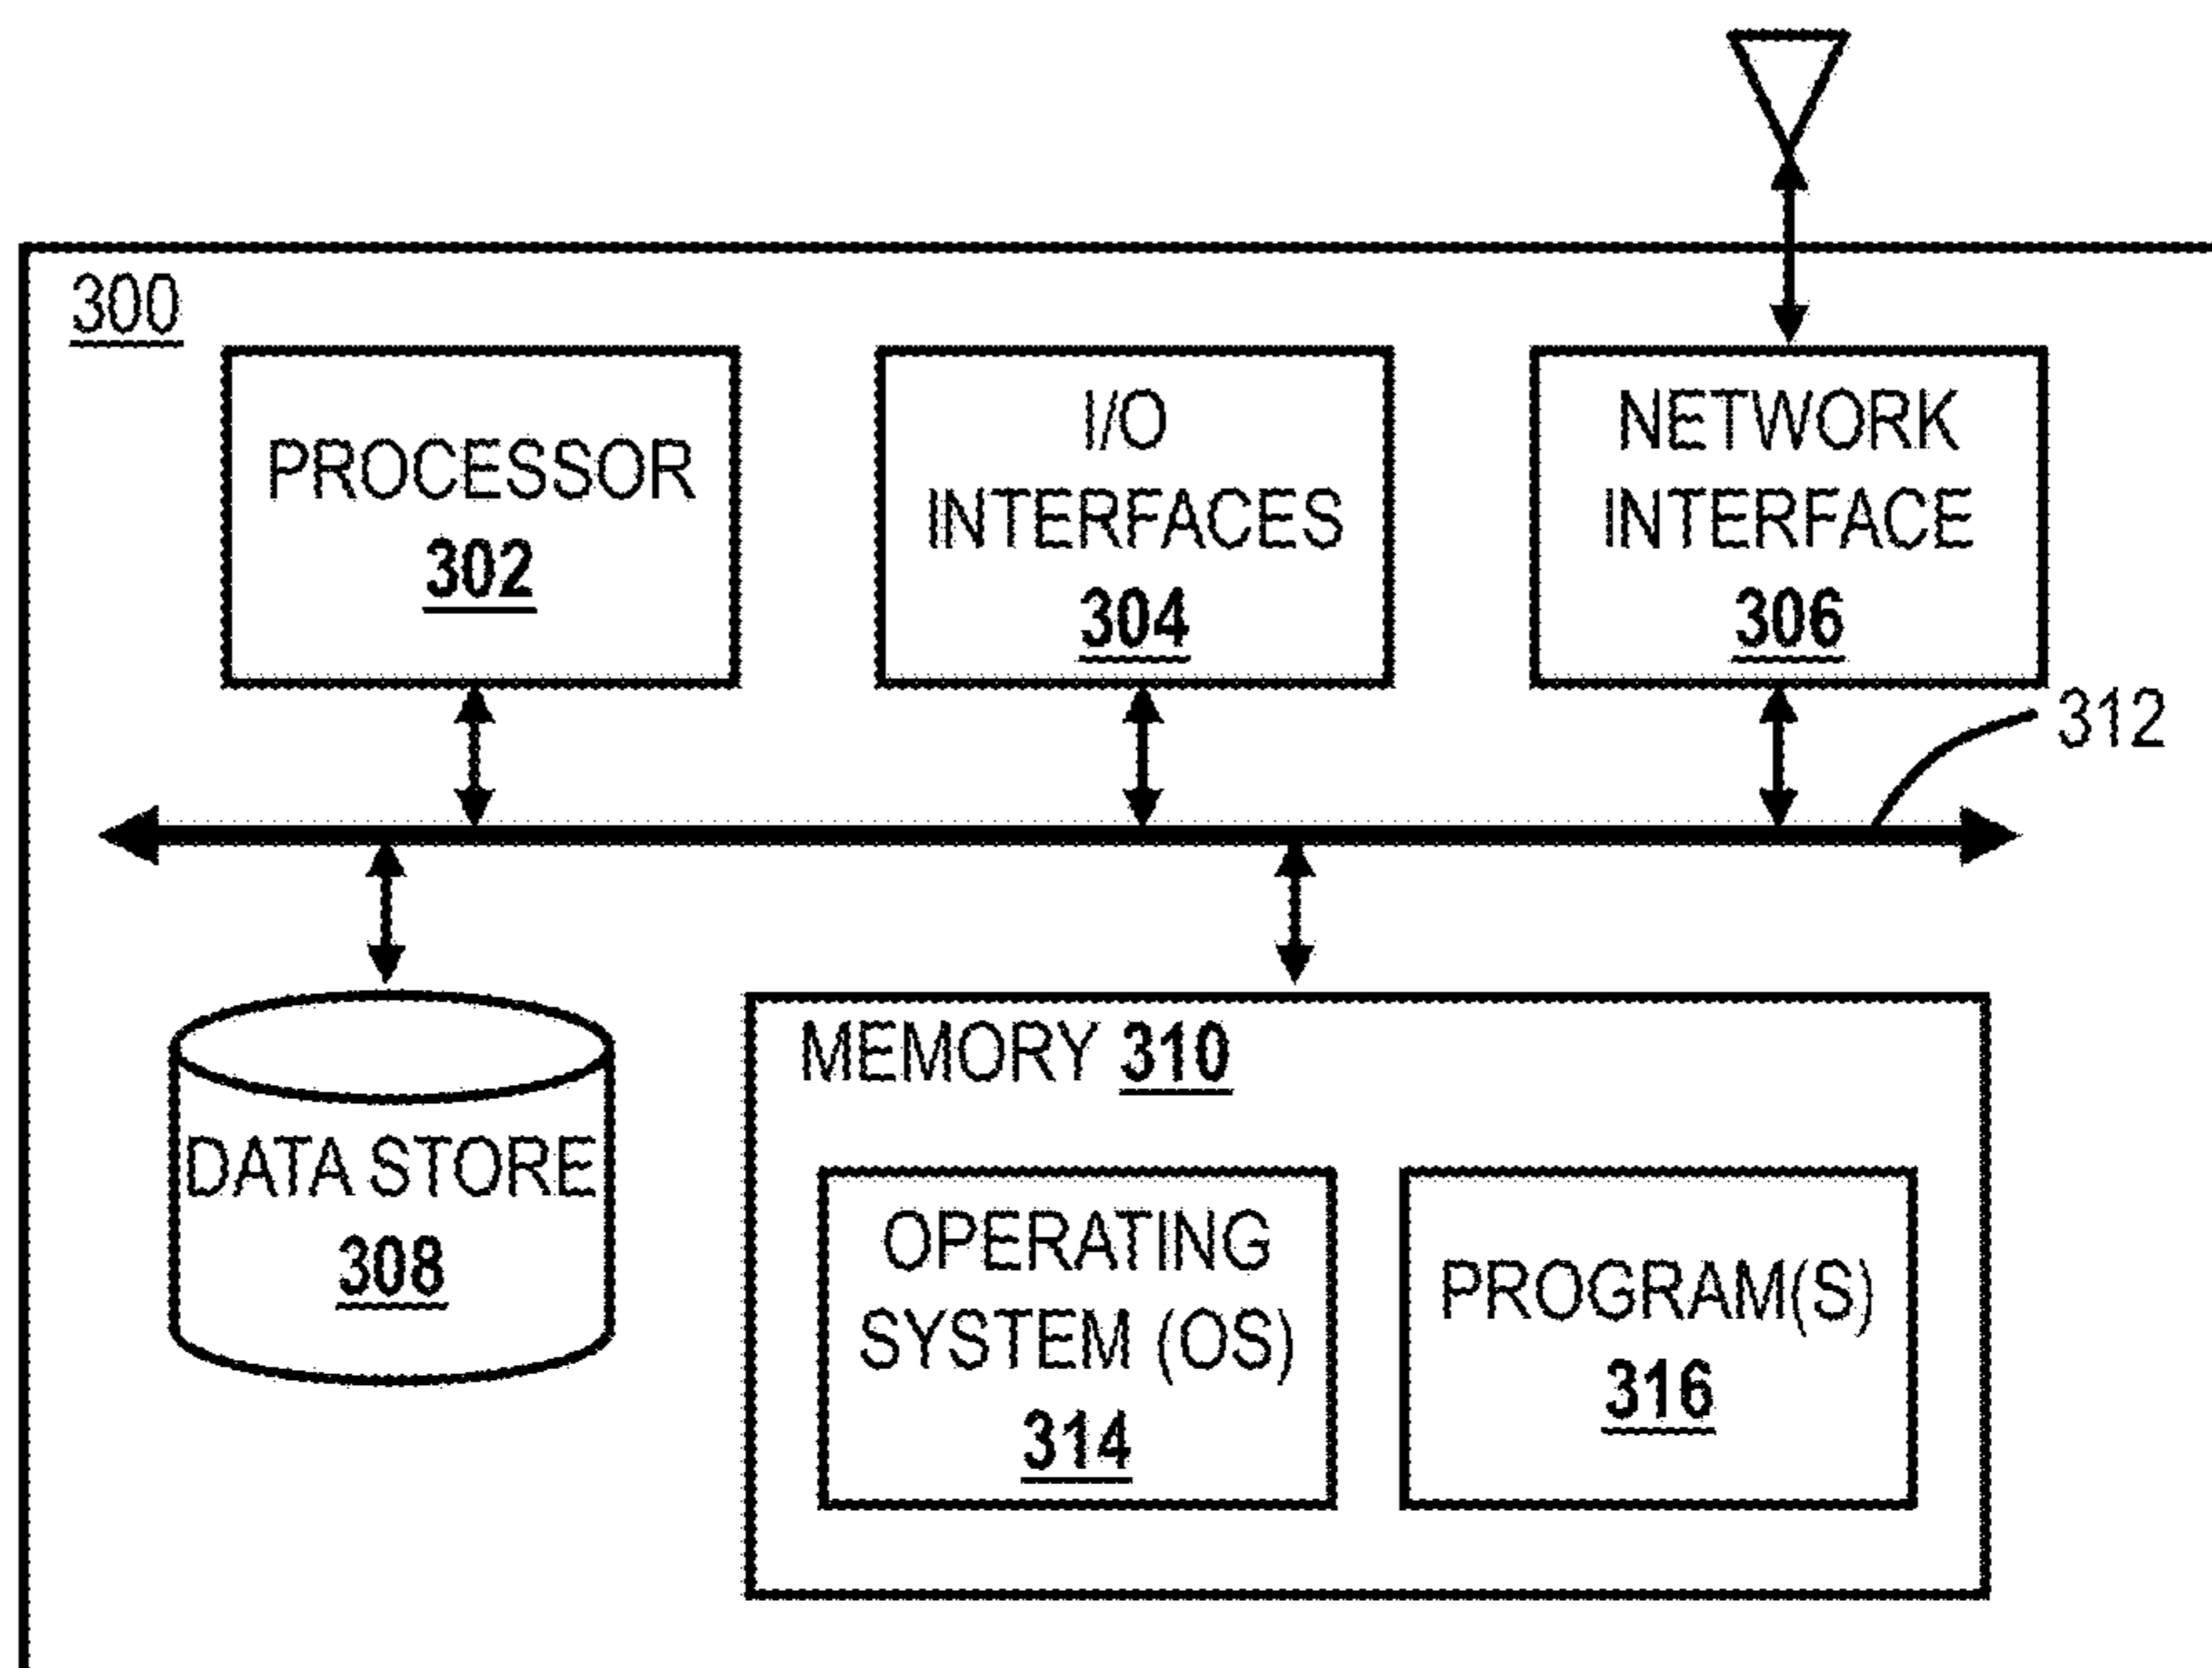 300
PROCESSOR
302
I/O
INTERFACES
304
NETWORK
INTERFACE
306
312
DATA STORE
308
MEMORY 310
OPERATING
SYSTEM (OS)
314
PROGRAM(S)
316